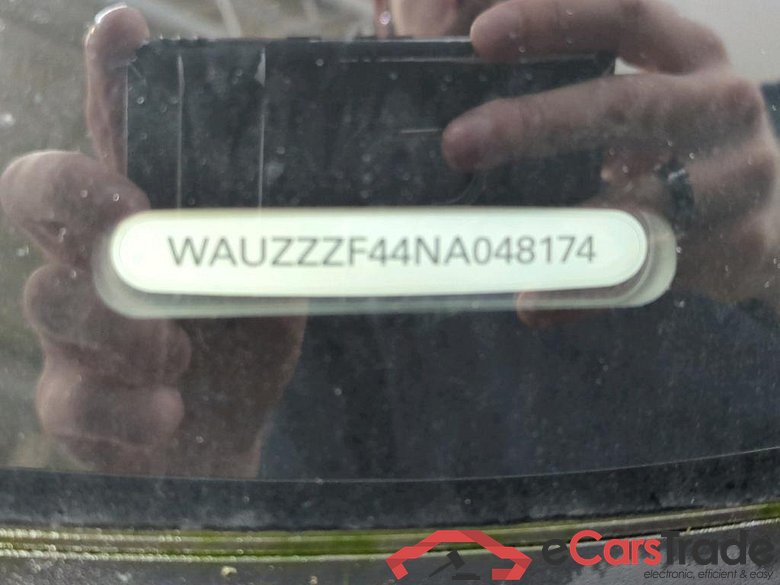 WAUZZZF44NA048174
eCarsTrade
electronic, efficient & easy